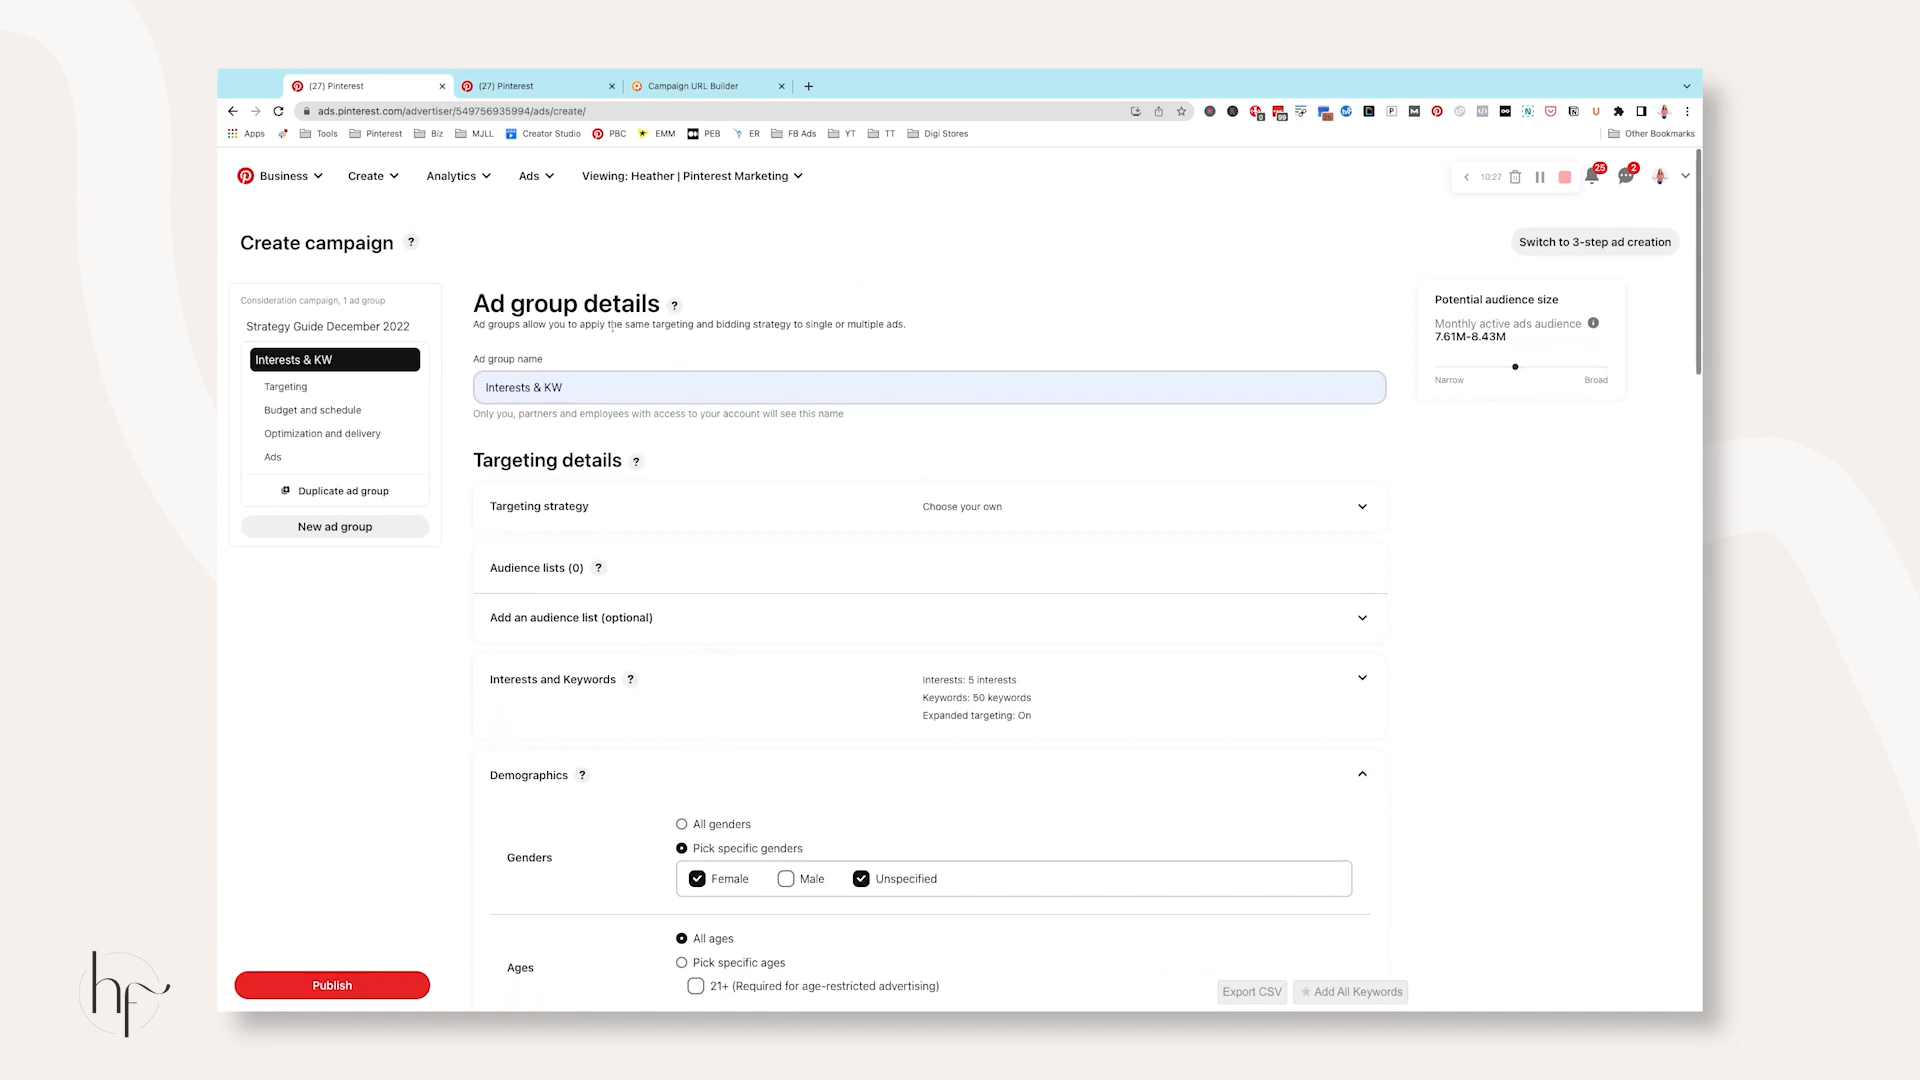 (27) Pinterest
(27) Pinterest
Campaign URL Builder
ads.pinterest.com/advertiser/549756935994/ads/create/
Apps
Tools
Pinterest
Biz
MJLL
Creator Studio
PBC
EMM
PEB
ER
FB Ads
YT
TT
Digi Stores
Other Bookmarks
Business
Create
Analytics
Ads
Viewing: Heather | Pinterest Marketing
10:27
25
2
Create campaign ?
Switch to 3-step ad creation
Consideration campaign, 1 ad group
Strategy Guide December 2022
Interests & KW
Targeting
Budget and schedule
Optimization and delivery
Ads
Duplicate ad group
New ad group
Publish
Ad group details ?
Ad groups allow you to apply the same targeting and bidding strategy to single or multiple ads.
Ad group name
Interests & KW
Only you, partners and employees with access to your account will see this name
Targeting details ?
Targeting strategy
Choose your own
Audience lists (0) ?
Add an audience list (optional)
Interests and Keywords ?
Interests: 5 interests
Keywords: 50 keywords
Expanded targeting: On
Demographics ?
Genders
All genders
Pick specific genders
Female
Male
Unspecified
Ages
All ages
Pick specific ages
21+ (Required for age-restricted advertising)
Export CSV
Add All Keywords
Potential audience size
Monthly active ads audience
7.61M-8.43M
Narrow
Broad
hf